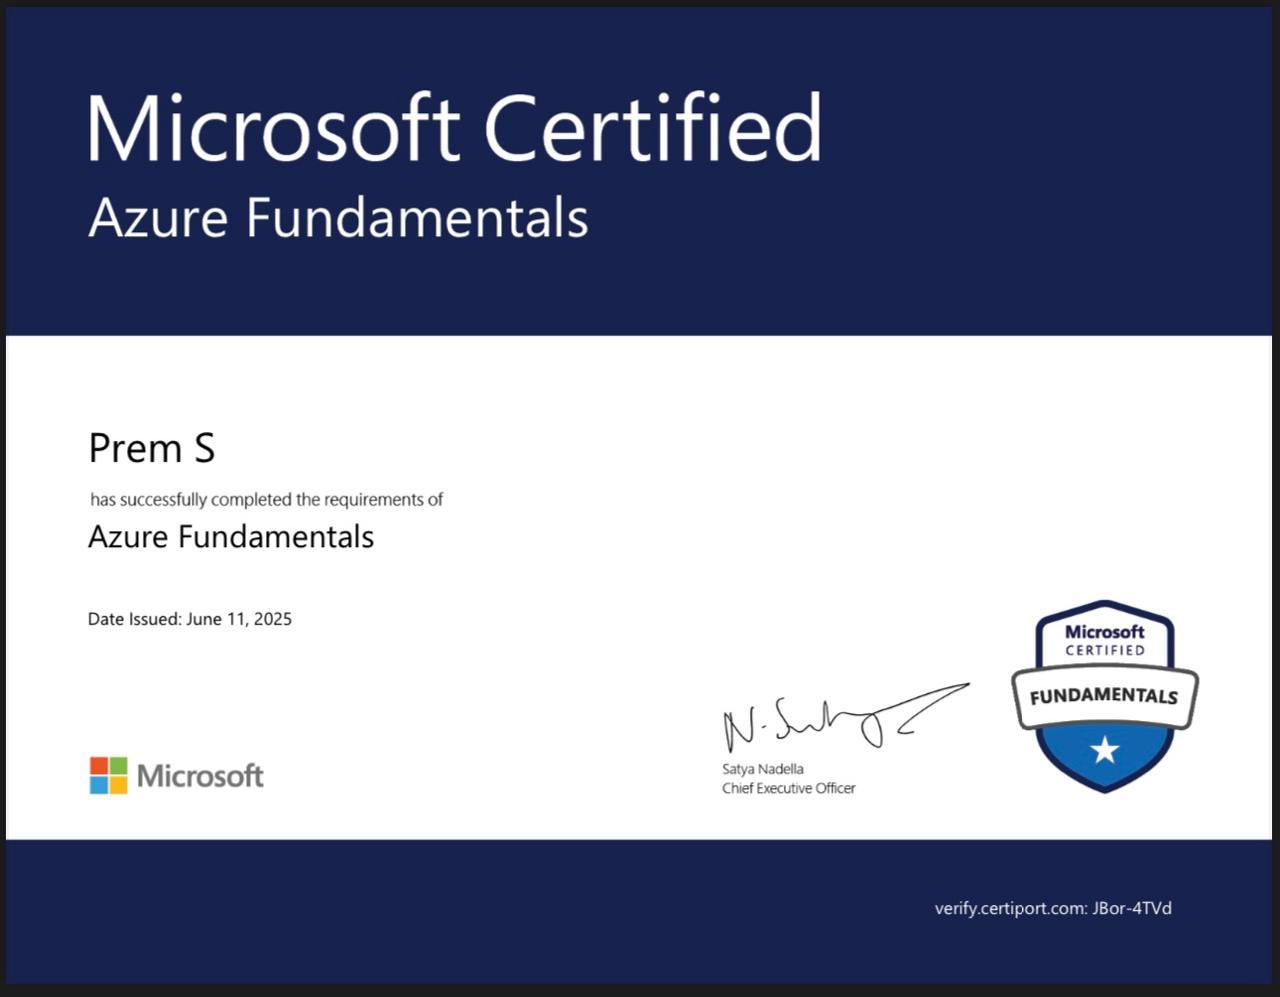 Microsoft Certified
Azure Fundamentals
Prem S
has successfully completed the requirements of
Azure Fundamentals
Date Issued: June 11, 2025
Microsoft
CERTIFIED
FUNDAMENTALS
N. Satya
Satya Nadella
Chief Executive Officer
Microsoft
verify.certiport.com: JBor-4TVd